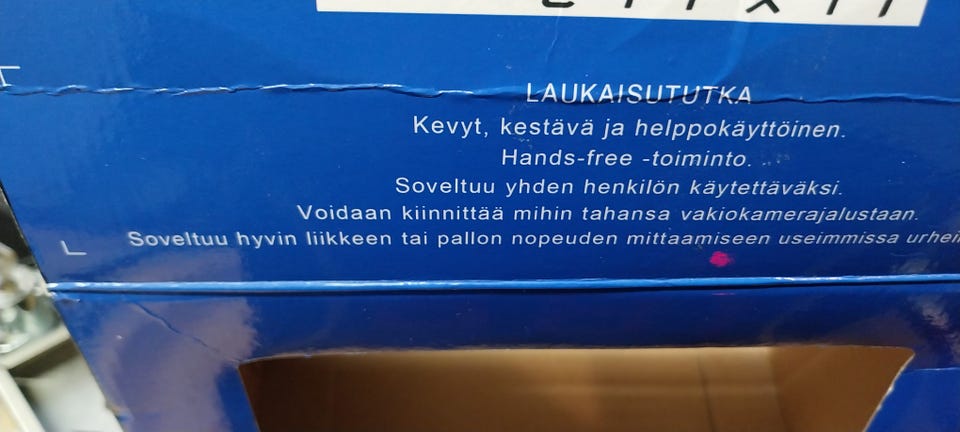 LAUKAISUTUTKA
Kevyt, kestävä ja helppokäyttöinen.
Hands-free -toiminto.
Soveltuu yhden henkilön käytettäväksi.
Voidaan kiinnittää mihin tahansa vakiokamerajalustaan.
Soveltuu hyvin liikkeen tai pallon nopeuden mittaamiseen useimmissa